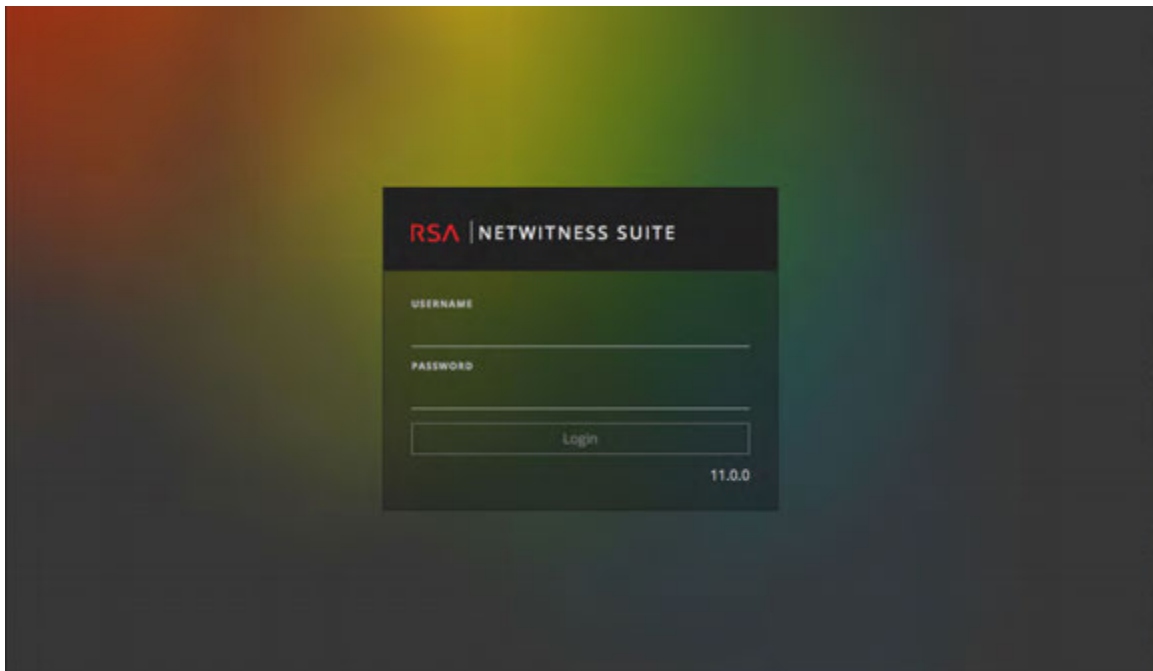 RSA | NETWITNESS SUITE
USERNAME
PASSWORD
Login
11.0.0